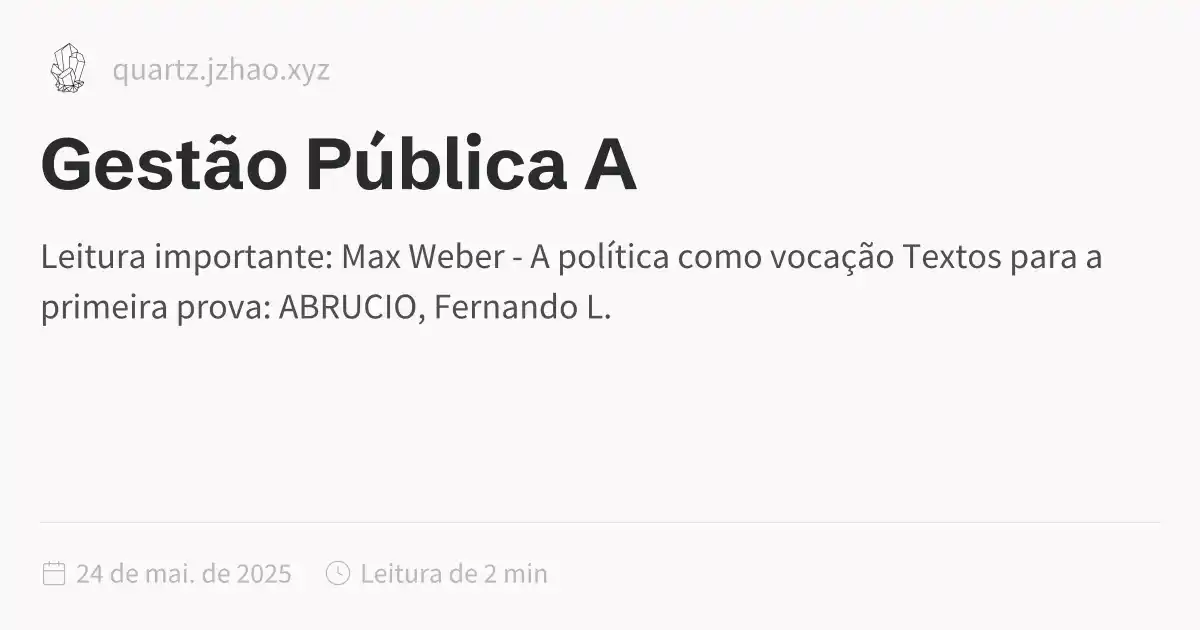 quartz.jzhao.xyz
Gestão Pública A
Leitura importante: Max Weber - A política como vocação Textos para a
primeira prova: ABRUCIO, Fernando L.
24 de mai. de 2025
Leitura de 2 min